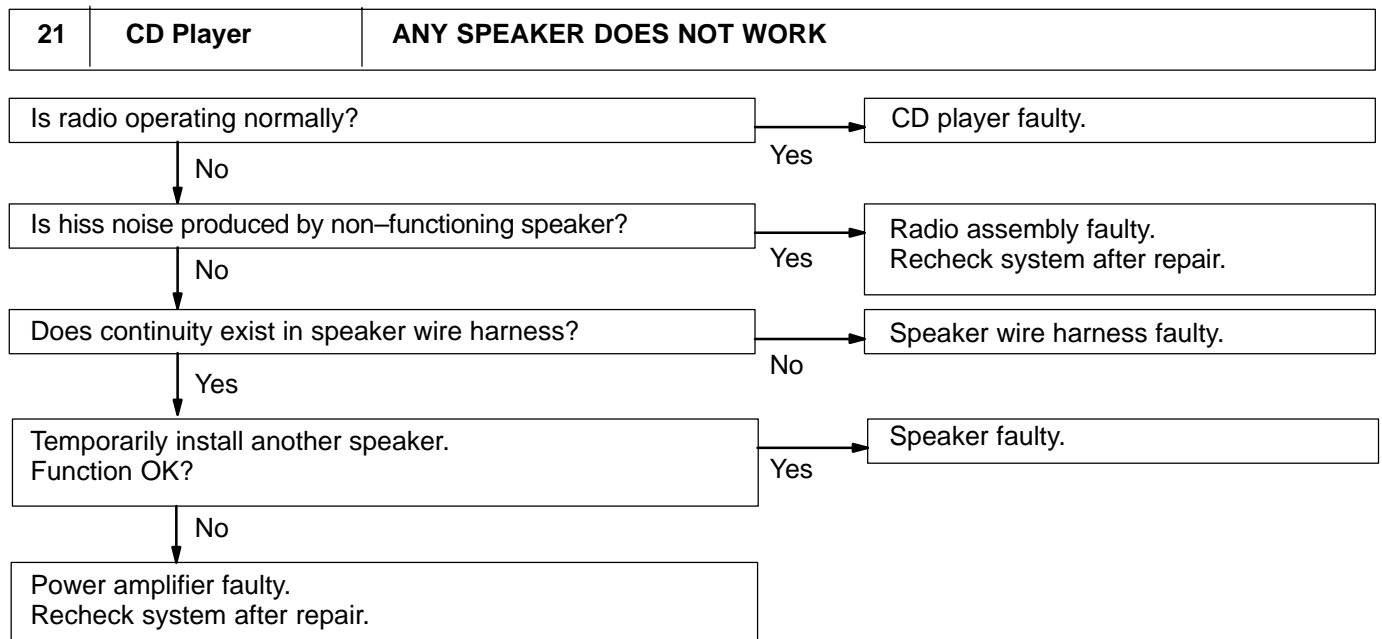 21 CD Player ANY SPEAKER DOES NOT WORK
Is radio operating normally?
Yes
CD player faulty.
No
Is hiss noise produced by non–functioning speaker?
Yes
Radio assembly faulty.
Recheck system after repair.
No
Does continuity exist in speaker wire harness?
No
Speaker wire harness faulty.
Yes
Temporarily install another speaker.
Function OK?
Yes
Speaker faulty.
No
Power amplifier faulty.
Recheck system after repair.